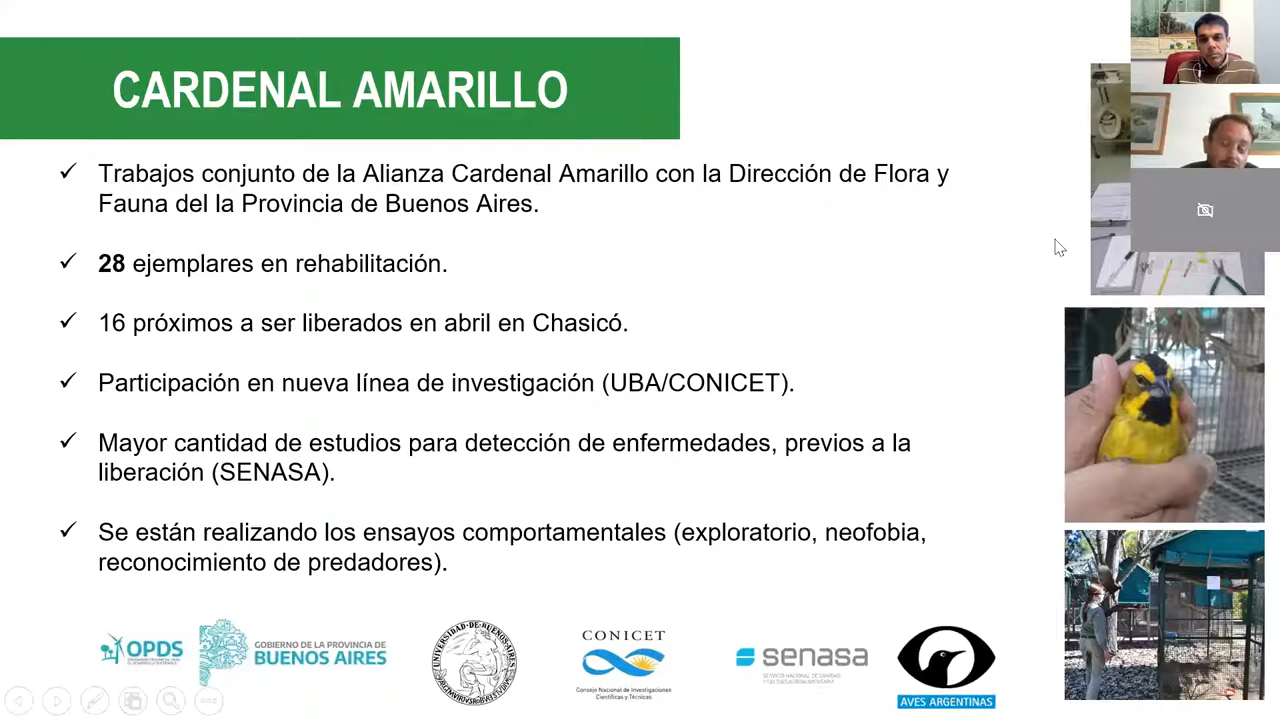 CARDENAL AMARILLO
Trabajos conjunto de la Alianza Cardenal Amarillo con la Dirección de Flora y
Fauna del la Provincia de Buenos Aires.
28 ejemplares en rehabilitación.
16 próximos a ser liberados en abril en Chasicó.
Participación en nueva línea de investigación (UBA/CONICET).
Mayor cantidad de estudios para detección de enfermedades, previos a la
liberación (SENASA).
Se están realizando los ensayos comportamentales (exploratorio, neofobia,
reconocimiento de predadores).
OPDS
GOBIERNO DE LA PROVINCIA DE
BUENOS AIRES
CONICET
Consejo Nacional de Investigaciones
Científicas y Técnicas
senasa
AVES ARGENTINAS